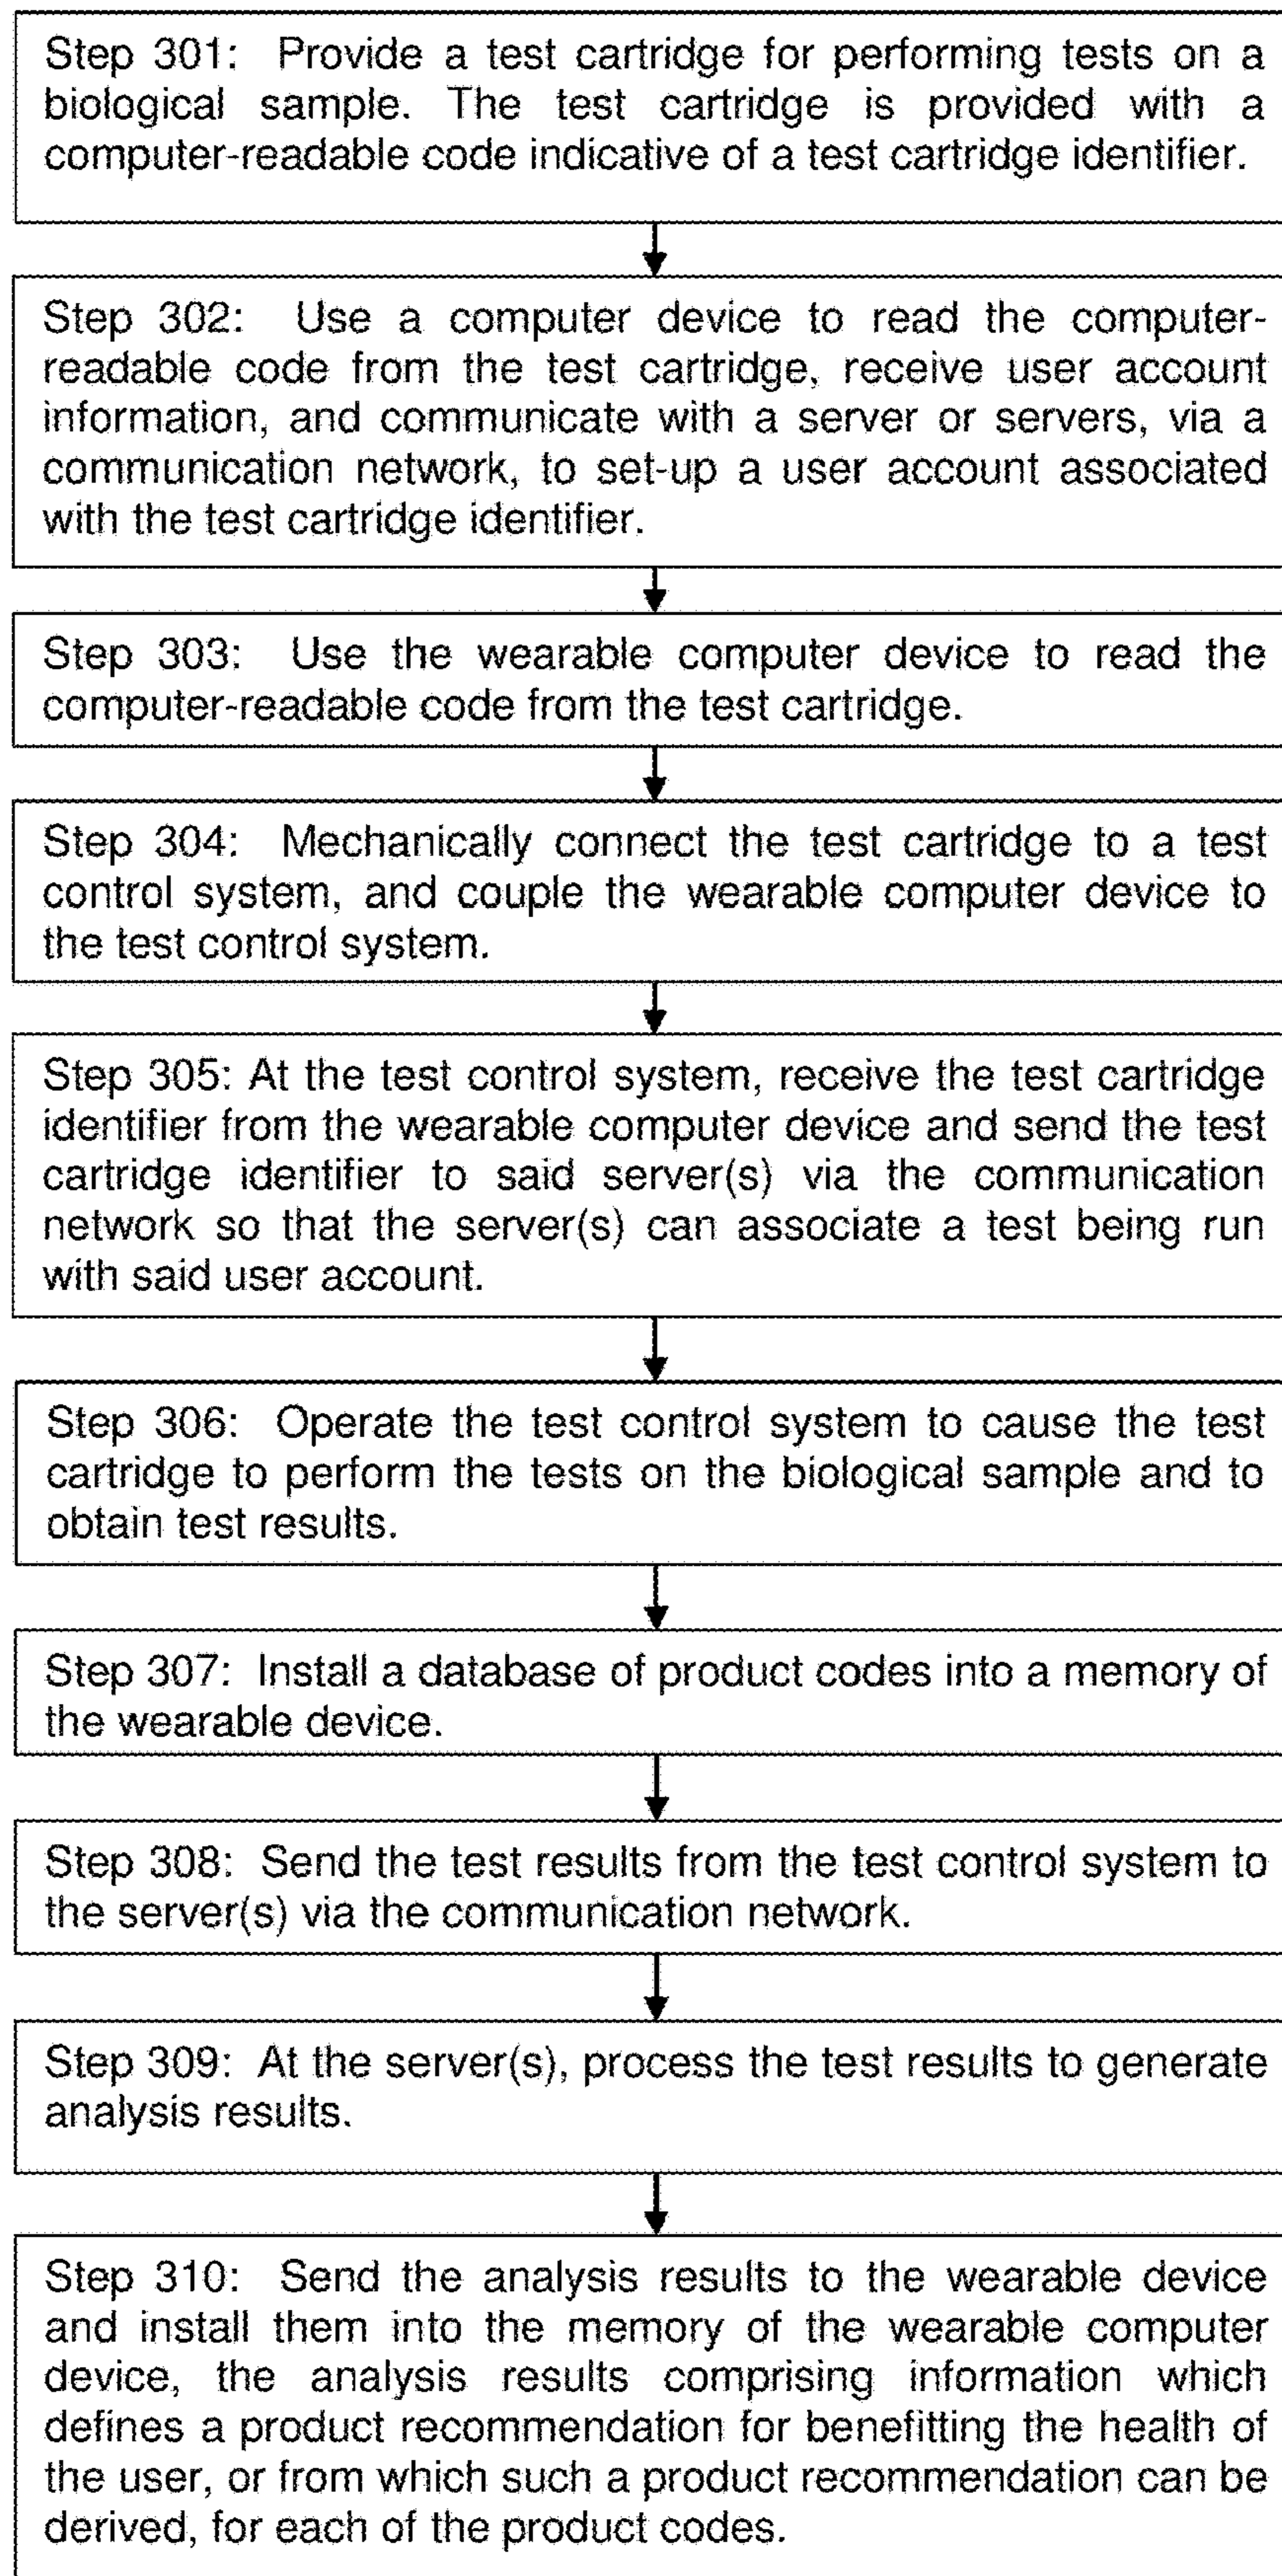 Step 301: Provide a test cartridge for performing tests on a
biological sample. The test cartridge is provided with a
computer-readable code indicative of a test cartridge identifier.
Step 302: Use a computer device to read the computer-
readable code from the test cartridge, receive user account
information, and communicate with a server or servers, via a
communication network, to set-up a user account associated
with the test cartridge identifier.
Step 303: Use the wearable computer device to read the
computer-readable code from the test cartridge.
Step 304: Mechanically connect the test cartridge to a test
control system, and couple the wearable computer device to
the test control system.
Step 305: At the test control system, receive the test cartridge
identifier from the wearable computer device and send the test
cartridge identifier to said server(s) via the communication
network so that the server(s) can associate a test being run
with said user account.
Step 306: Operate the test control system to cause the test
cartridge to perform the tests on the biological sample and to
obtain test results.
Step 307: Install a database of product codes into a memory of
the wearable device.
Step 308: Send the test results from the test control system to
the server(s) via the communication network.
Step 309: At the server(s), process the test results to generate
analysis results.
Step 310: Send the analysis results to the wearable device
and install them into the memory of the wearable computer
device, the analysis results comprising information which
defines a product recommendation for benefitting the health of
the user, or from which such a product recommendation can be
derived, for each of the product codes.